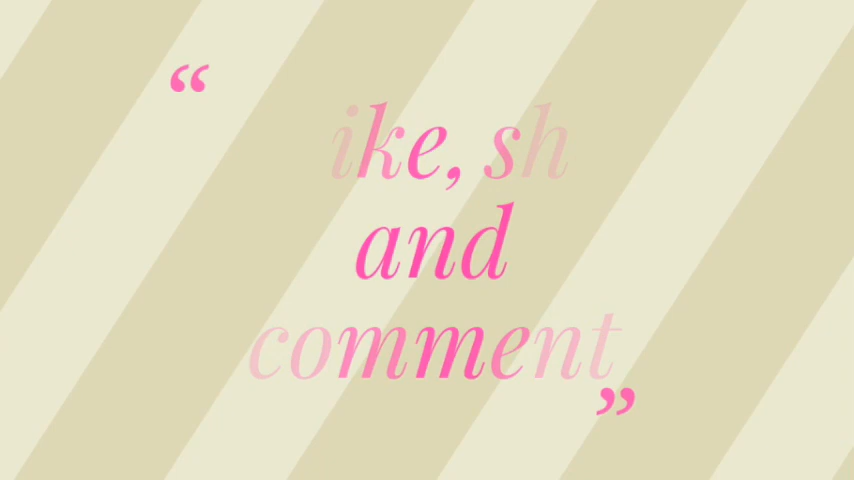 “
ike, sh
and
comment
”